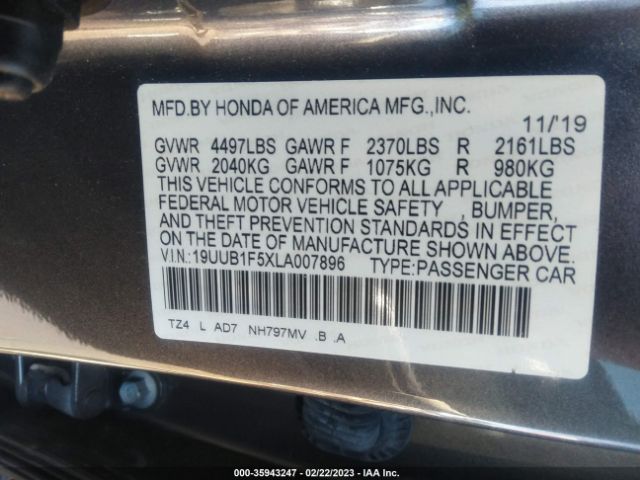 MFD.BY HONDA OF AMERICA MFG.,INC.
11/'19
GVWR 4497LBS GAWR F 2370LBS R 2161LBS
GVWR 2040KG GAWR F 1075KG R 980KG
THIS VEHICLE CONFORMS TO ALL APPLICABLE
FEDERAL MOTOR VEHICLE SAFETY , BUMPER,
AND THEFT PREVENTION STANDARDS IN EFFECT
ON THE DATE OF MANUFACTURE SHOWN ABOVE.
V.I.N.:19UUB1F5XLA007896 TYPE:PASSENGER CAR
TZ4 L AD7 NH797MV .B .A
000-35943247 - 02/22/2023 - IAA Inc.